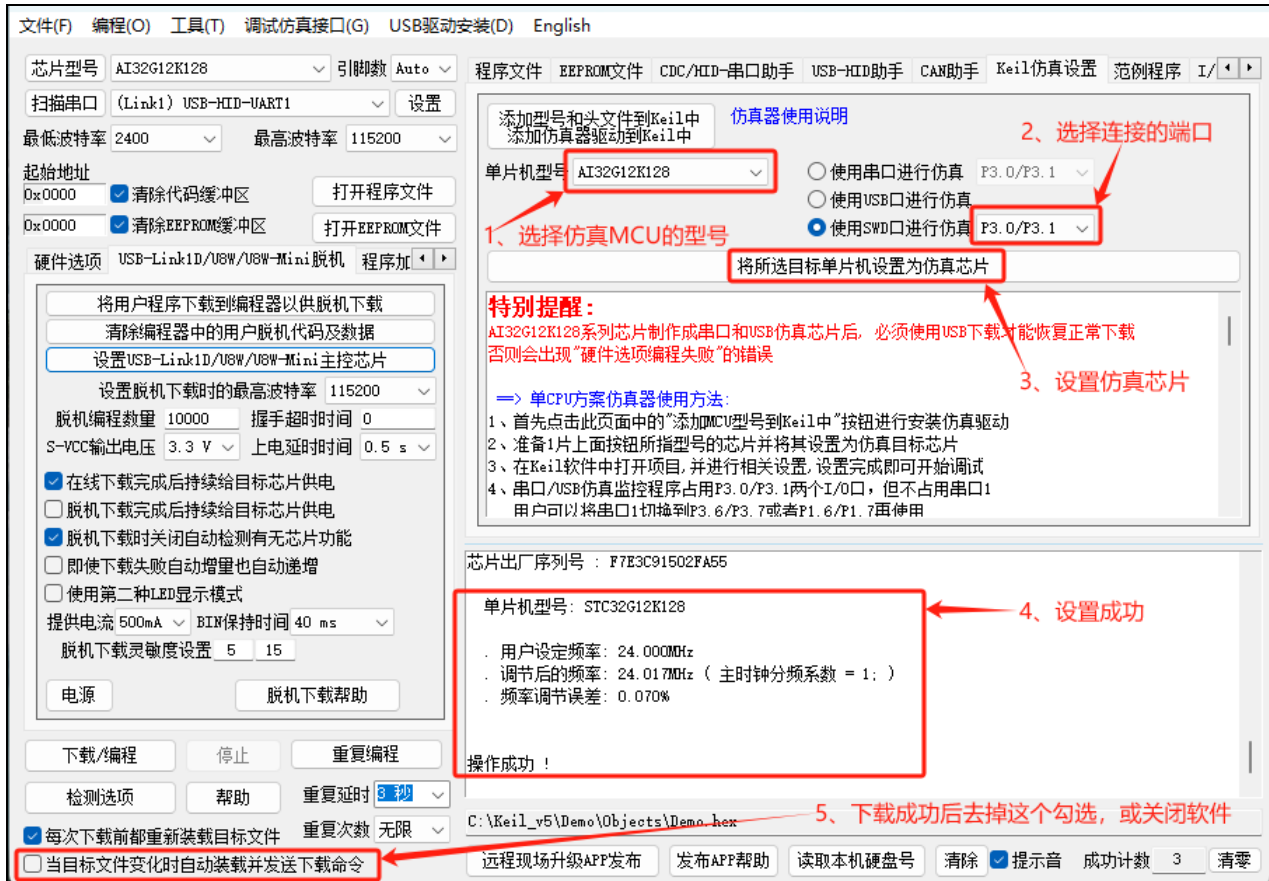 文件(F) 编程(O) 工具(T) 调试仿真接口(G) USB驱动安装(D) English
芯片型号 AI32G12K128 引脚数 Auto
扫描串口 (Link1) USB-HID-UART1 设置
最低波特率 2400 最高波特率 115200
起始地址
0x0000 清除代码缓冲区 打开程序文件
0x0000 清除EEPROM缓冲区 打开EEPROM文件
硬件选项 USB-Link1D/U8W/U8W-Mini脱机 程序加
将用户程序下载到编程器以供脱机下载
清除编程器中的用户脱机代码及数据
设置USB-Link1D/U8W/U8W-Mini主控芯片
设置脱机下载时的最高波特率 115200
脱机编程数量 10000 握手超时时间 0
S-VCC输出电压 3.3 V 上电延时时间 0.5 s
在线下载完成后持续给目标芯片供电
脱机下载完成后持续给目标芯片供电
脱机下载时关闭自动检测有无芯片功能
即使下载失败自动增量也自动递增
使用第二种LED显示模式
提供电流 500mA BIN保持时间 40 ms
脱机下载灵敏度设置 5 15
电源 脱机下载帮助
下载/编程 停止 重复编程
检测选项 帮助 重复延时 3 秒
每次下载前都重新装载目标文件 重复次数 无限
当目标文件变化时自动装载并发送下载命令
程序文件 EEPROM文件 CDC/HID-串口助手 USB-HID助手 CAN助手 Keil仿真设置 范例程序 I/
添加型号和头文件到Keil中
添加仿真器驱动到Keil中
仿真器使用说明
2、选择连接的端口
单片机型号 AI32G12K128
使用串口进行仿真 P3.0/P3.1
使用USB口进行仿真
使用SWD口进行仿真 P3.0/P3.1
1、选择仿真MCU的型号
将所选目标单片机设置为仿真芯片
特别提醒:
AI32G12K128系列芯片制作成串口和USB仿真芯片后, 必须使用USB下载才能恢复正常下载
否则会出现"硬件选项编程失败"的错误
3、设置仿真芯片
==> 单CPU方案仿真器使用方法:
1、首先点击此页面中的"添加MCU型号到Keil中"按钮进行安装仿真驱动
2、准备1片上面按钮所指型号的芯片并将其设置为仿真目标芯片
3、在Keil软件中打开项目,并进行相关设置,设置完成即可开始调试
4、串口/USB仿真监控程序占用P3.0/P3.1两个I/O口，但不占用串口1
用户可以将串口1切换到P3.6/P3.7或者P1.6/P1.7再使用
芯片出厂序列号 : F7E3C91502FA55
单片机型号: STC32G12K128
4、设置成功
. 用户设定频率: 24.000MHz
. 调节后的频率: 24.017MHz ( 主时钟分频系数 = 1; )
. 频率调节误差: 0.070%
操作成功 !
C:\Keil_v5\Demo\Objects\Demo.hex
5、下载成功后去掉这个勾选，或关闭软件
远程现场升级APP发布 发布APP帮助 读取本机硬盘号 清除 提示音 成功计数 3 清零